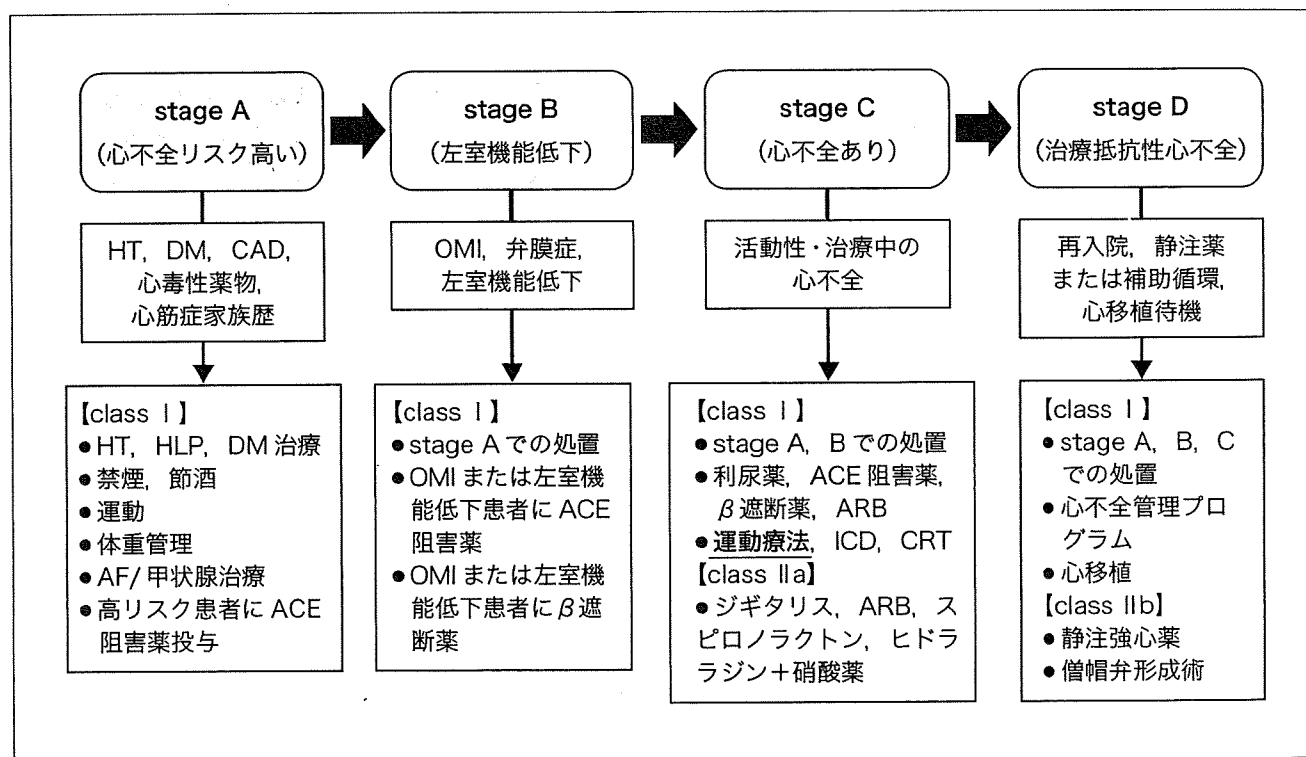 stage A
(心不全リスク高い)
HT, DM, CAD,
心毒性薬物,
心筋症家族歴
【class Ⅰ】
●HT, HLP, DM 治療
●禁煙, 節酒
●運動
●体重管理
●AF/ 甲状腺治療
●高リスク患者に ACE
阻害薬投与
stage B
(左室機能低下)
OMI, 弁膜症,
左室機能低下
【class Ⅰ】
●stage A での処置
●OMI または左室機
能低下患者に ACE
阻害薬
●OMI または左室機
能低下患者にβ遮
断薬
stage C
(心不全あり)
活動性・治療中の
心不全
【class Ⅰ】
●stage A, B での処置
●利尿薬, ACE 阻害薬,
β遮断薬, ARB
●運動療法, ICD, CRT
【class Ⅱa】
●ジギタリス, ARB, ス
ピロノラクトン, ヒドラ
ラジン+硝酸薬
stage D
(治療抵抗性心不全)
再入院, 静注薬
または補助循環,
心移植待機
【class Ⅰ】
●stage A, B, C
での処置
●心不全管理プロ
グラム
●心移植
【class Ⅱb】
●静注強心薬
●僧帽弁形成術